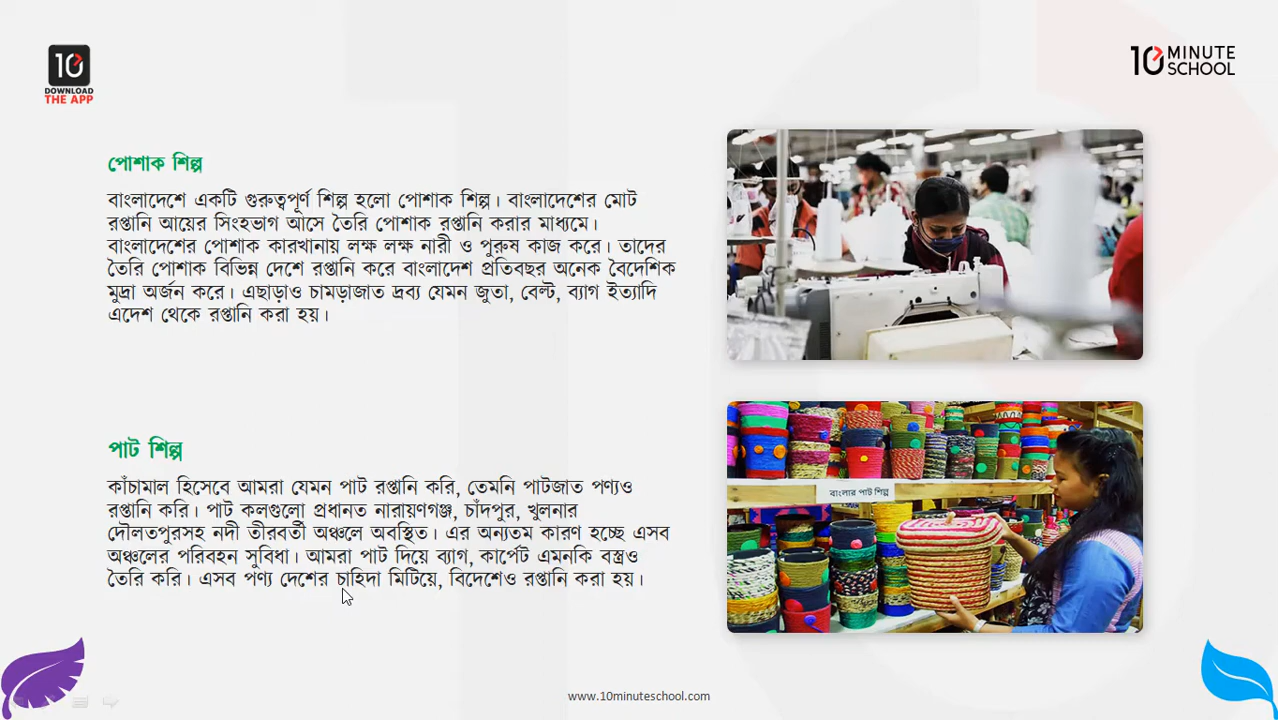 10
DOWNLOAD
THE APP
10 MINUTE
SCHOOL
পোশাক শিল্প
বাংলাদেশে একটি গুরুত্বপূর্ণ শিল্প হলো পোশাক শিল্প। বাংলাদেশের মোট
রপ্তানি আয়ের সিংহভাগ আসে তৈরি পোশাক রপ্তানি করার মাধ্যমে।
বাংলাদেশের পোশাক কারখানায় লক্ষ লক্ষ নারী ও পুরুষ কাজ করে। তাদের
তৈরি পোশাক বিভিন্ন দেশে রপ্তানি করে বাংলাদেশ প্রতিবছর অনেক বৈদেশিক
মুদ্রা অর্জন করে। এছাড়াও চামড়াজাত দ্রব্য যেমন জুতা, বেল্ট, ব্যাগ ইত্যাদি
এদেশ থেকে রপ্তানি করা হয়।
পাট শিল্প
কাঁচামাল হিসেবে আমরা যেমন পাট রপ্তানি করি, তেমনি পাটজাত পণ্যও
রপ্তানি করি। পাট কলগুলো প্রধানত নারায়ণগঞ্জ, চাঁদপুর, খুলনার
দৌলতপুরসহ নদী তীরবর্তী অঞ্চলে অবস্থিত। এর অন্যতম কারণ হচ্ছে এসব
অঞ্চলের পরিবহন সুবিধা। আমরা পাট দিয়ে ব্যাগ, কার্পেট এমনকি বস্ত্রও
তৈরি করি। এসব পণ্য দেশের চাহিদা মিটিয়ে, বিদেশেও রপ্তানি করা হয়।
বাংলার পাট শিল্প
www.10minuteschool.com